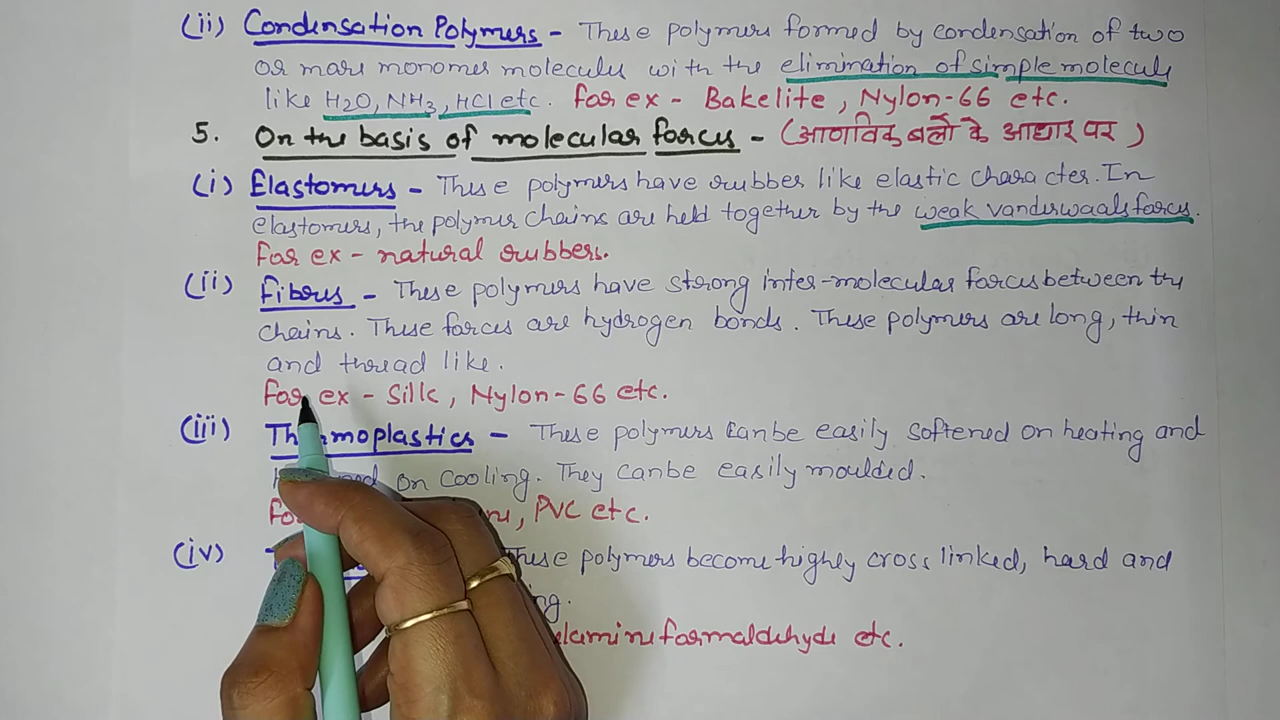 (ii) Condensation Polymers - These polymers formed by condensation of two
or more monomer molecules with the elimination of simple molecule
like H2O, NH3, HCl etc. For ex - Bakelite, Nylon-66 etc.
5. On the basis of molecular forces - (आणविक बलों के आधार पर)
(i) Elastomers - These polymers have rubber like elastic character. In
elastomers, the polymer chains are held together by the weak vanderwaals forces.
For ex - natural rubbers.
(ii) Fibres - These polymers have strong inter-molecular forces between the
chains. These forces are hydrogen bonds. These polymers are long, thin
and thread like.
For ex - Silk, Nylon-66 etc.
(iii) Thermoplastics - These polymers can be easily softened on heating and
on cooling. They can be easily moulded.
PVC etc.
(iv) These polymers become highly cross linked, hard and
formaldehyde etc.